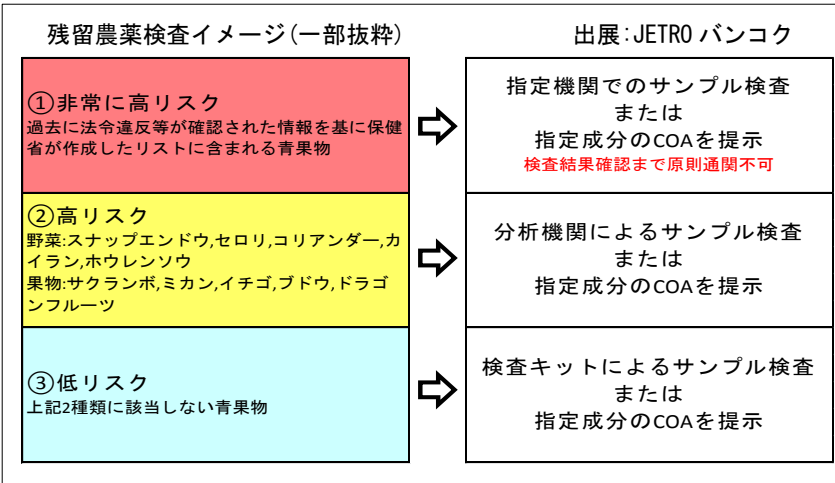 残留農薬検査イメージ(一部抜粋)
出展:JETRO バンコク
①非常に高リスク
過去に法令違反等が確認された情報を基に保健
省が作成したリストに含まれる青果物
指定機関でのサンプル検査
または
指定成分のCOAを提示
検査結果確認まで原則通関不可
②高リスク
野菜:スナップエンドウ,セロリ,コリアンダー,カ
イラン,ホウレンソウ
果物:サクランボ,ミカン,イチゴ,ブドウ,ドラゴ
ンフルーツ
分析機関によるサンプル検査
または
指定成分のCOAを提示
③低リスク
上記2種類に該当しない青果物
検査キットによるサンプル検査
または
指定成分のCOAを提示